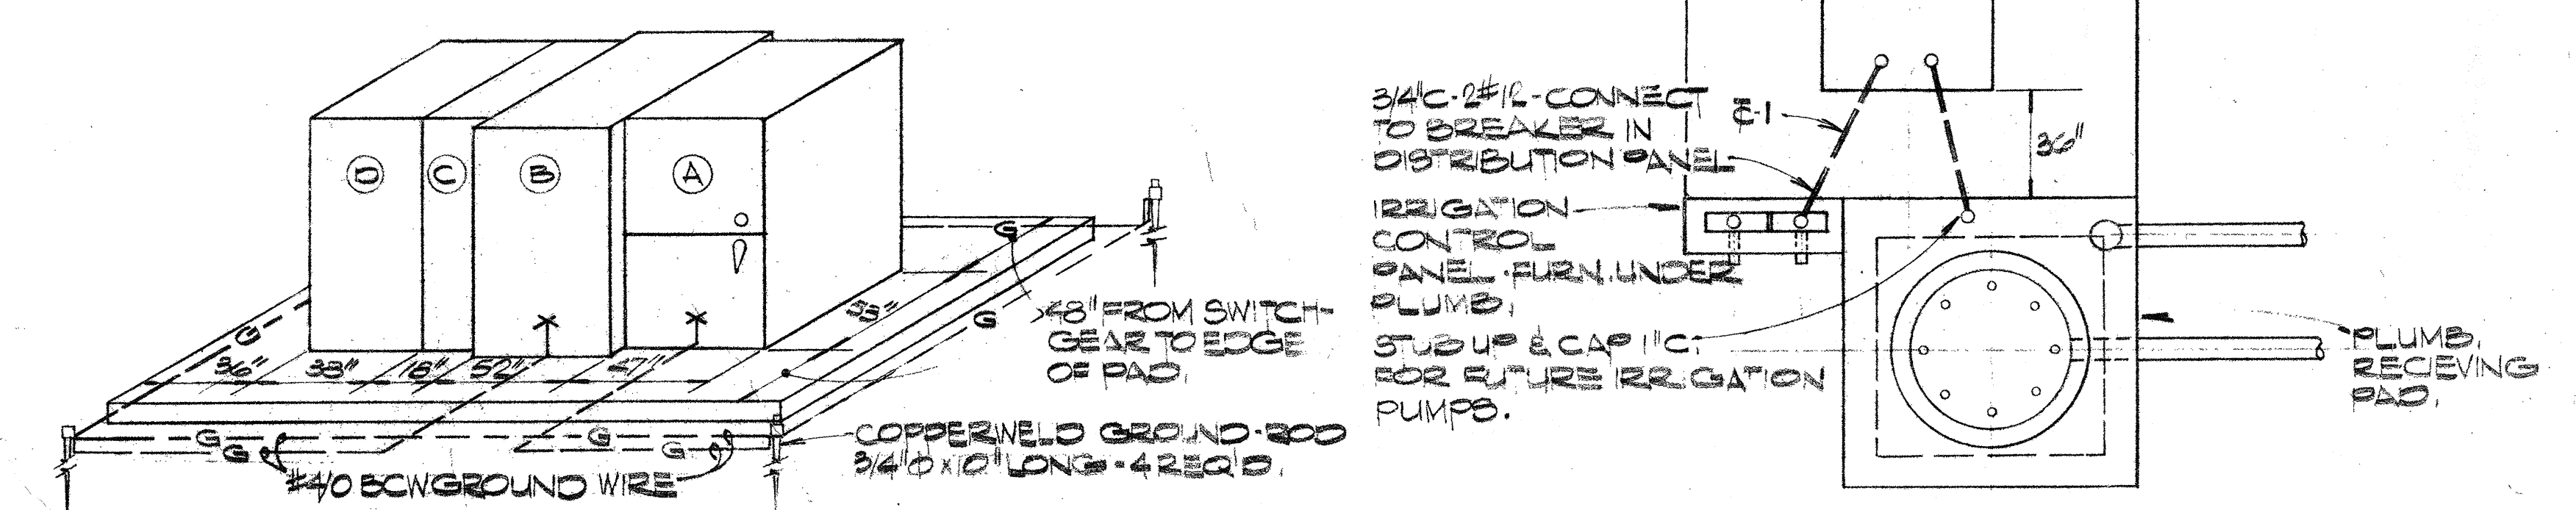 D
C
B
A
G
G
G
36"
38"
18"
52"
47"
53"
48" FROM SWITCH-
GEAR TO EDGE
OF PAD.
G
G
G
G
#4/0 BCW GROUND WIRE
COPPERWELD GROUND-ROD
3/4"Φ x 10" LONG - 4 REQ'D.
3/4"C-2#12-CONNECT
TO BREAKER IN
DISTRIBUTION PANEL
C-1
36"
IRRIGATION
CONTROL
PANEL-FURN. UNDER
PLUMB.
STUB UP & CAP 1"C.
FOR FUTURE IRRIGATION
PUMPS.
PLUMB.
RECIEVING
PAD.